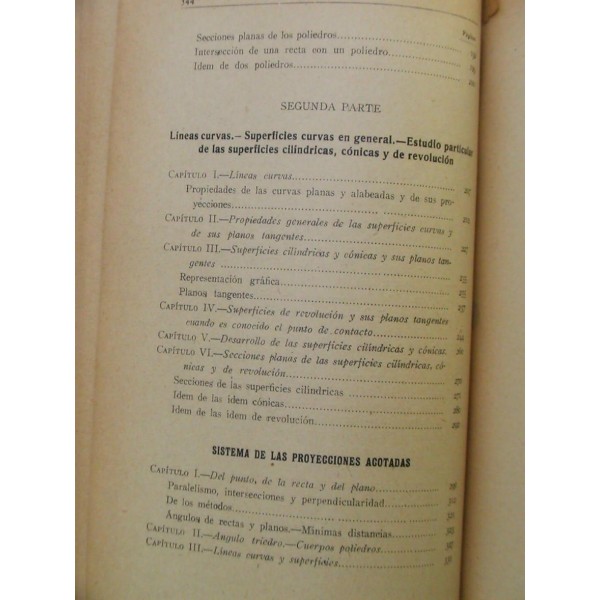 344
Página
Secciones planas de los poliedros
Intersección de una recta con un poliedro
Idem de dos poliedros
SEGUNDA PARTE
Líneas curvas.—Superficies curvas en general.—Estudio particular
de las superficies cilíndricas, cónicas y de revolución
CAPÍTULO I.—Líneas curvas
Propiedades de las curvas planas y alabeadas y de sus pro-
yecciones
CAPÍTULO II.—Propiedades generales de las superficies curvas y
de sus planos tangentes
CAPÍTULO III.—Superficies cilíndricas y cónicas y sus planos tan-
gentes
Representación gráfica
Planos tangentes
CAPÍTULO IV.—Superficies de revolución y sus planos tangentes
cuando es conocido el punto de contacto
CAPÍTULO V.—Desarrollo de las superficies cilíndricas y cónicas.
CAPÍTULO VI.—Secciones planas de las superficies cilíndricas, có-
nicas y de revolución
Secciones de las superficies cilíndricas
Idem de las idem cónicas
Idem de las idem de revolución
SISTEMA DE LAS PROYECCIONES ACOTADAS
CAPÍTULO I.—Del punto, de la recta y del plano
Paralelismo, intersecciones y perpendicularidad
De los métodos
Angulos de rectas y planos.—Mínimas distancias
CAPÍTULO II.—Angulo triedro.—Cuerpos poliedros
CAPÍTULO III.—Líneas curvas y superficies